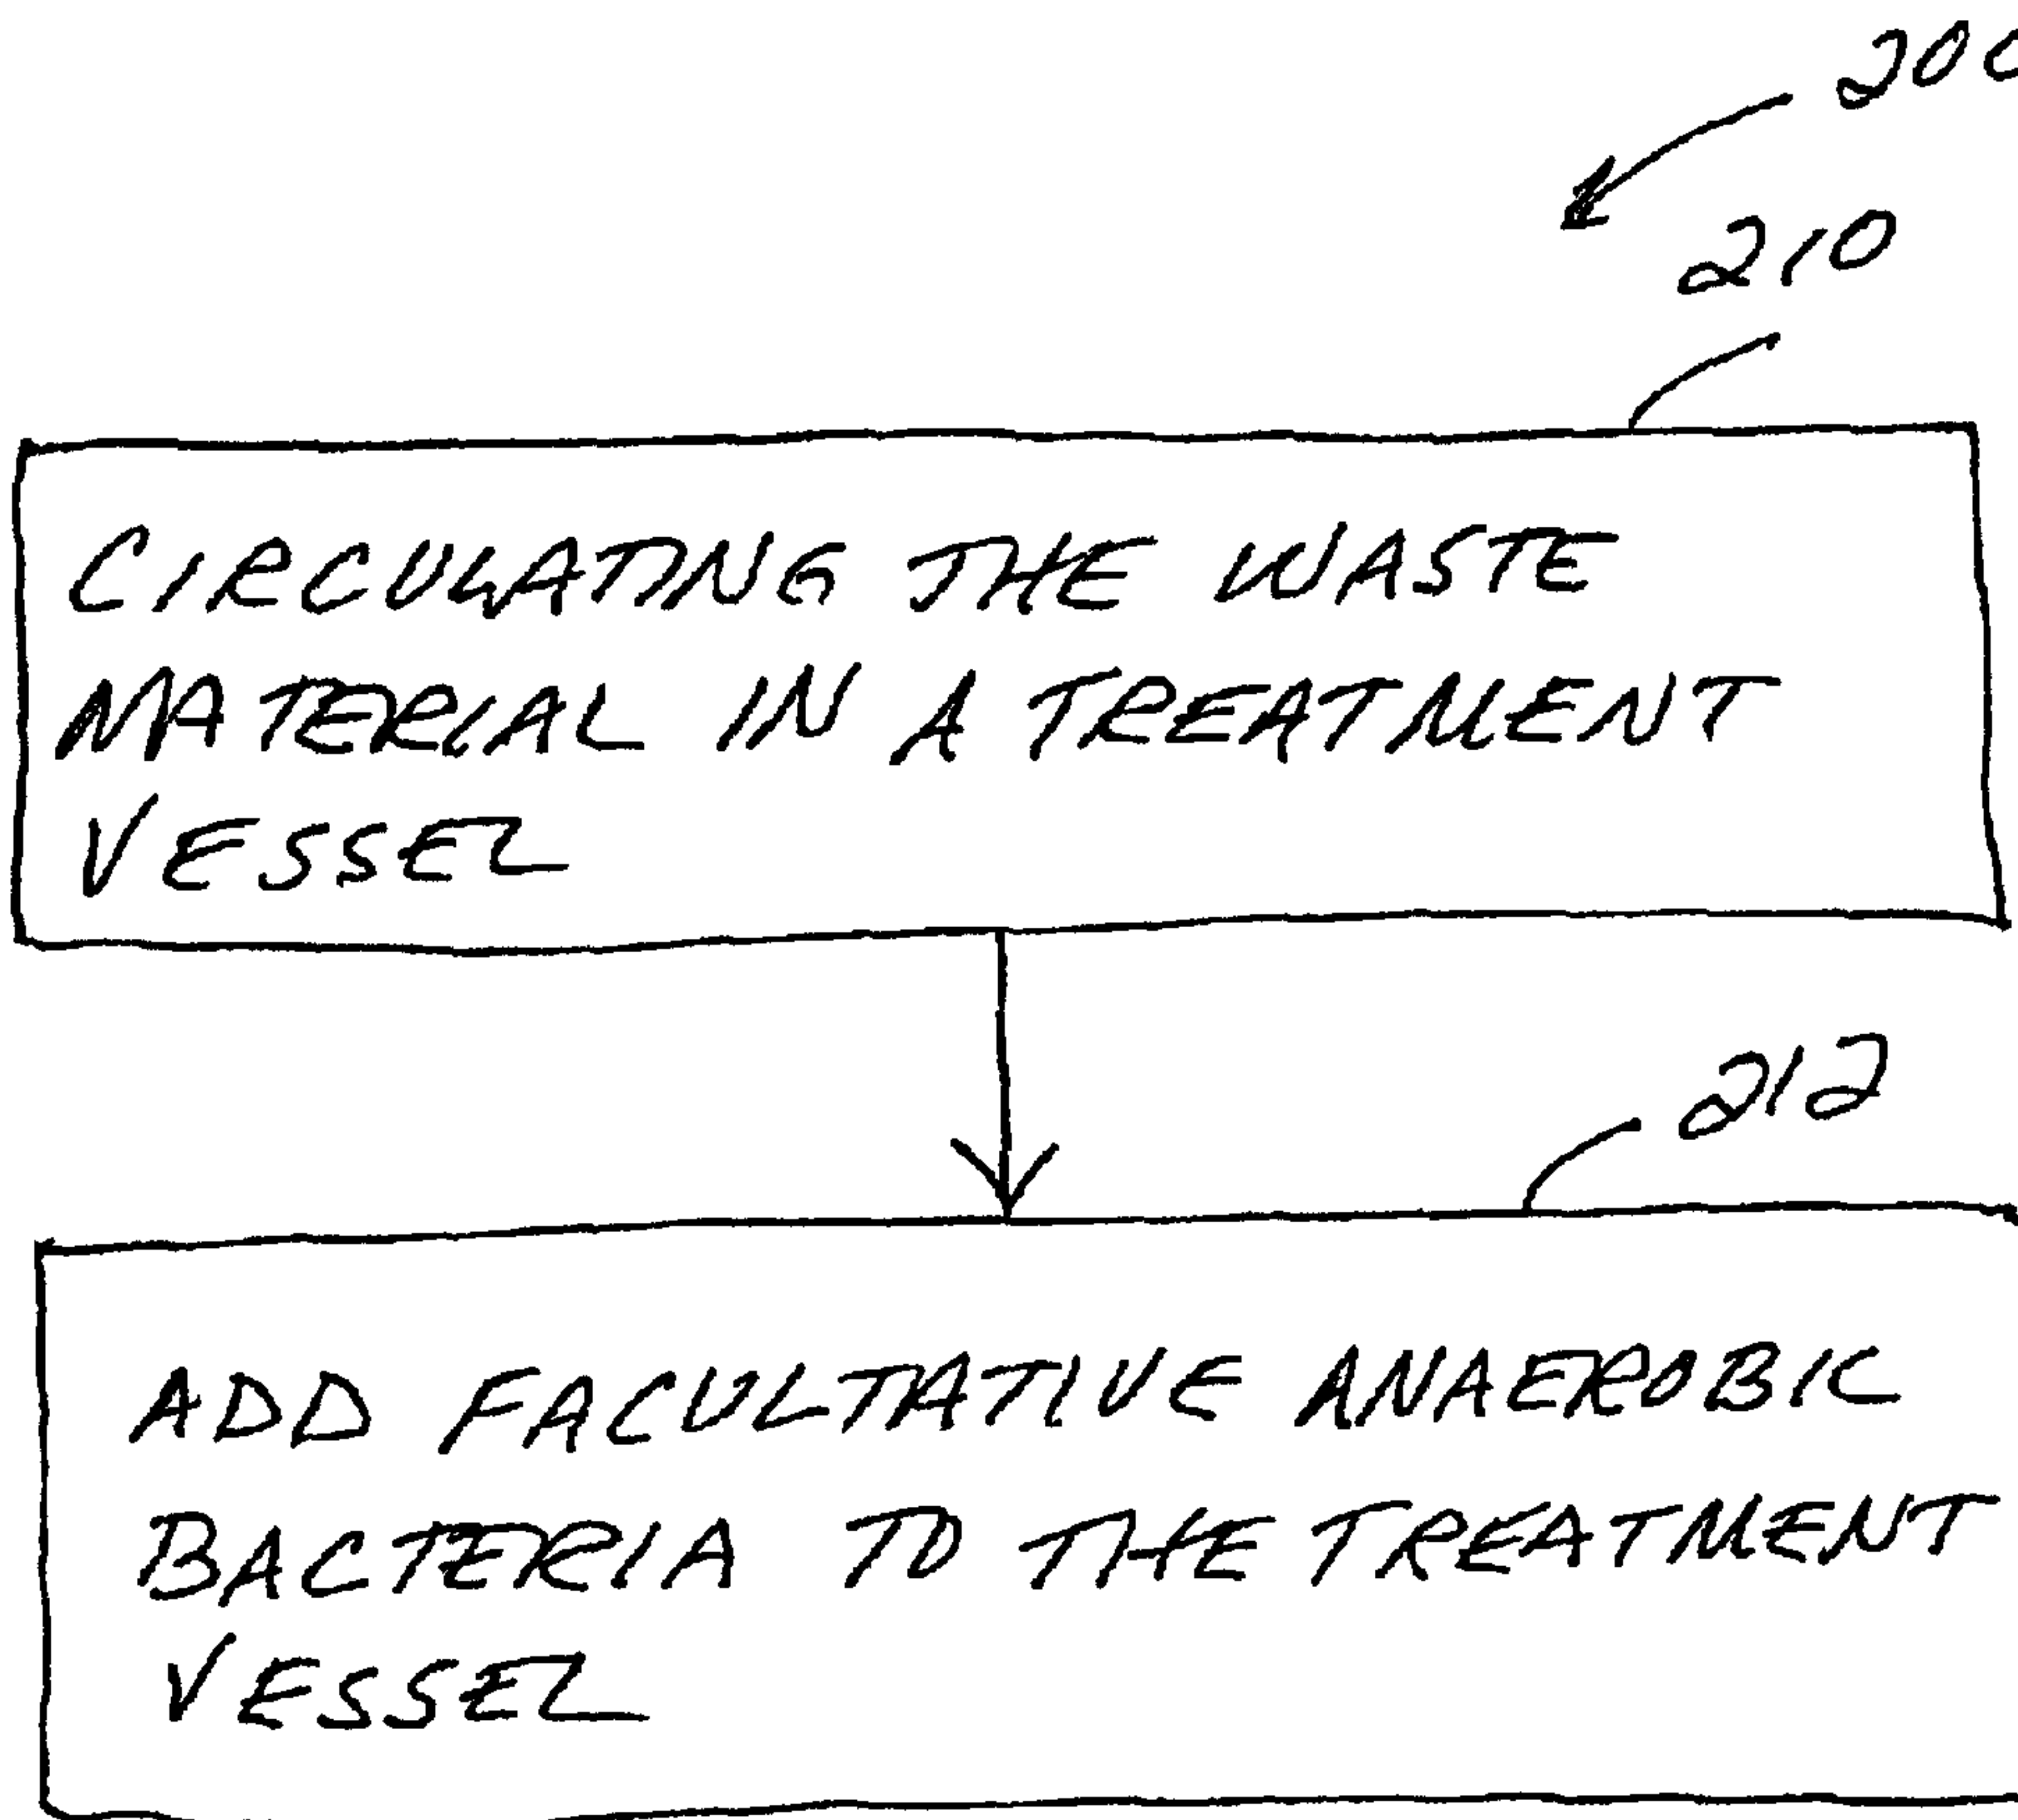 200
210
CIRCULATING THE WASTE
MATERIAL IN A TREATMENT
VESSEL
212
ADD FACULTATIVE ANAEROBIC
BACTERIA TO THE TREATMENT
VESSEL